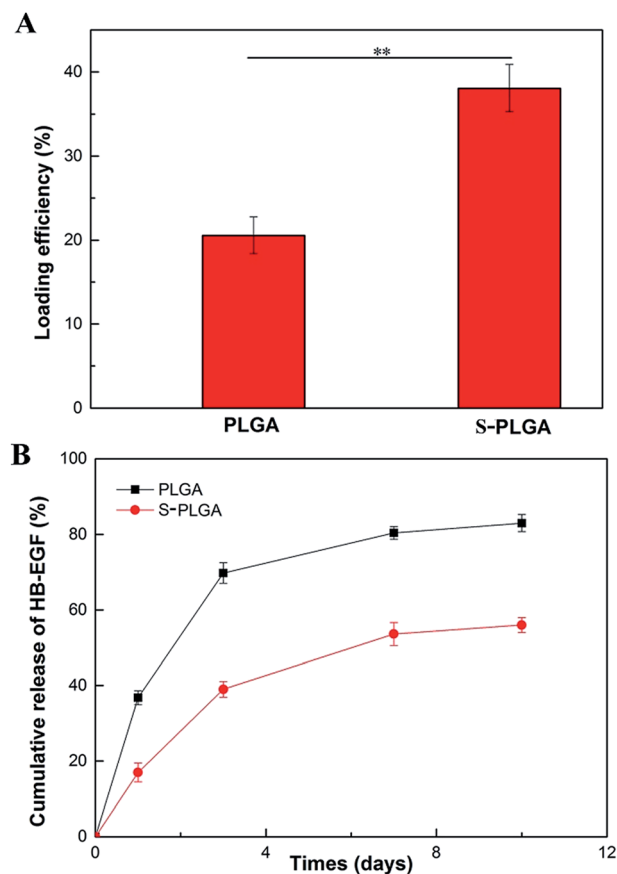 A
**
Loading efficiency (%)
40
30
20
10
0
PLGA S-PLGA
B
PLGA
S-PLGA
Cumulative release of HB-EGF (%)
100
80
60
40
20
0
0 4 8 12
Times (days)